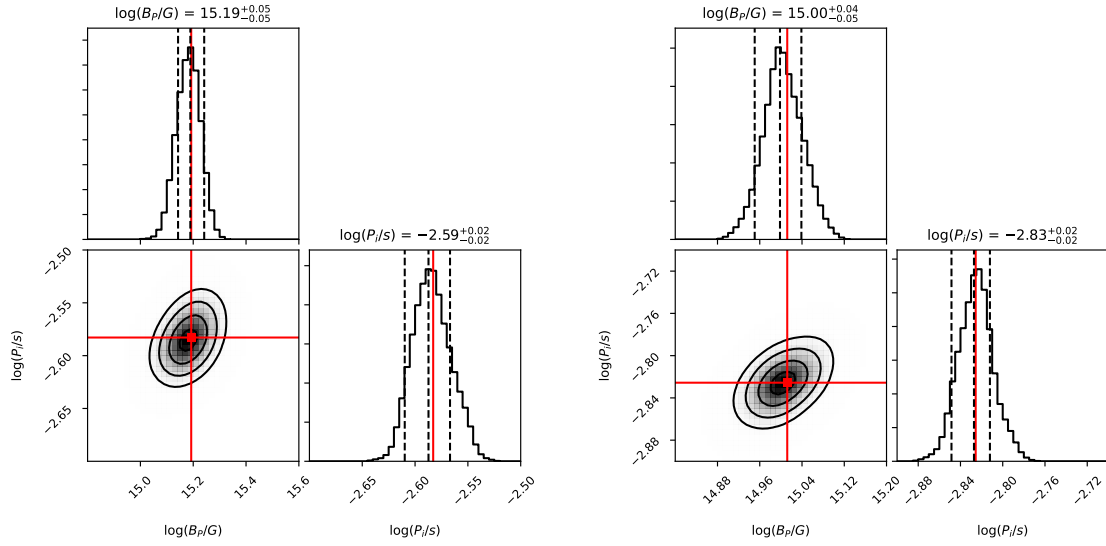 log(B_P/G) = 15.19^{+0.05}_{-0.05}
log(B_P/G) = 15.00^{+0.04}_{-0.05}
−2.50
−2.55
−2.60
−2.65
log(P_i/s)
log(P_i/s) = −2.59^{+0.02}_{-0.02}
−2.72
−2.76
−2.80
−2.84
−2.88
log(P_i/s)
log(P_i/s) = −2.83^{+0.02}_{-0.02}
15.0 15.2 15.4 15.6
log(B_P/G)
−2.65 −2.60 −2.55 −2.50
log(P_i/s)
14.88 14.96 15.04 15.12 15.20
log(B_P/G)
−2.88 −2.84 −2.80 −2.76 −2.72
log(P_i/s)